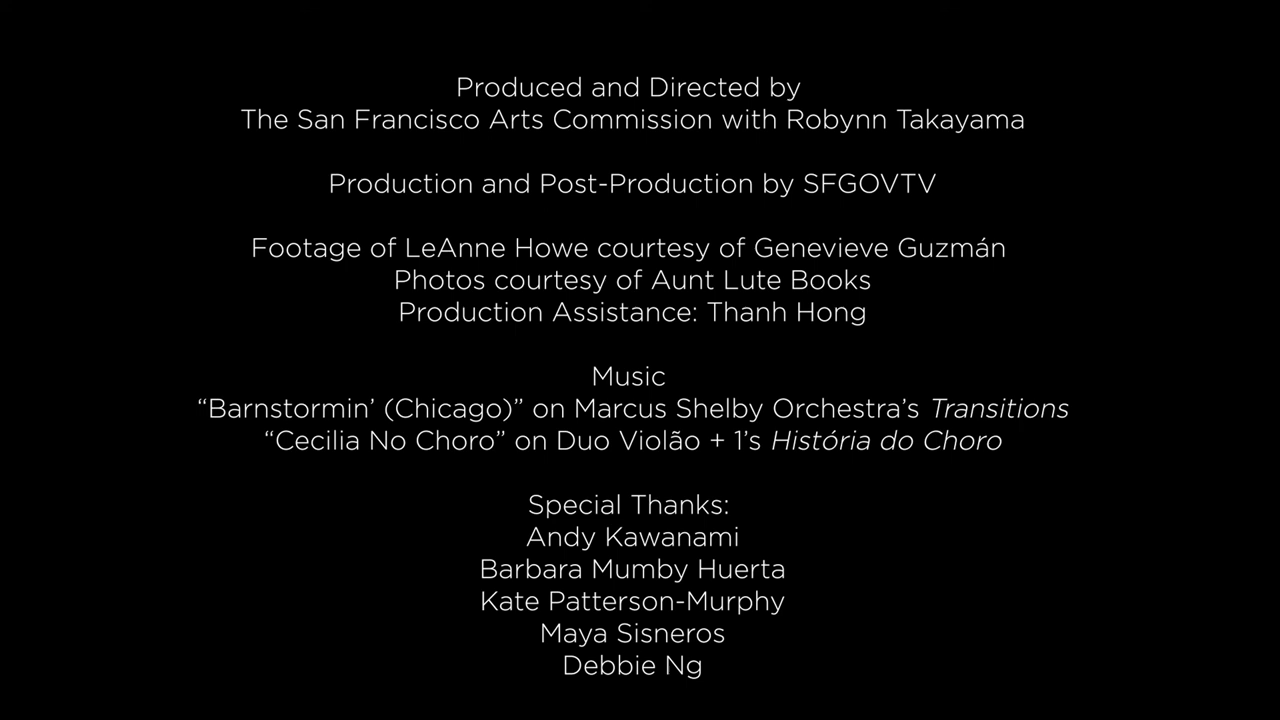 Produced and Directed by
The San Francisco Arts Commission with Robynn Takayama
Production and Post-Production by SFGOVTV
Footage of LeAnne Howe courtesy of Genevieve Guzmán
Photos courtesy of Aunt Lute Books
Production Assistance: Thanh Hong
Music
“Barnstormin’ (Chicago)” on Marcus Shelby Orchestra’s Transitions
“Cecilia No Choro” on Duo Violão + 1’s História do Choro
Special Thanks:
Andy Kawanami
Barbara Mumby Huerta
Kate Patterson-Murphy
Maya Sisneros
Debbie Ng